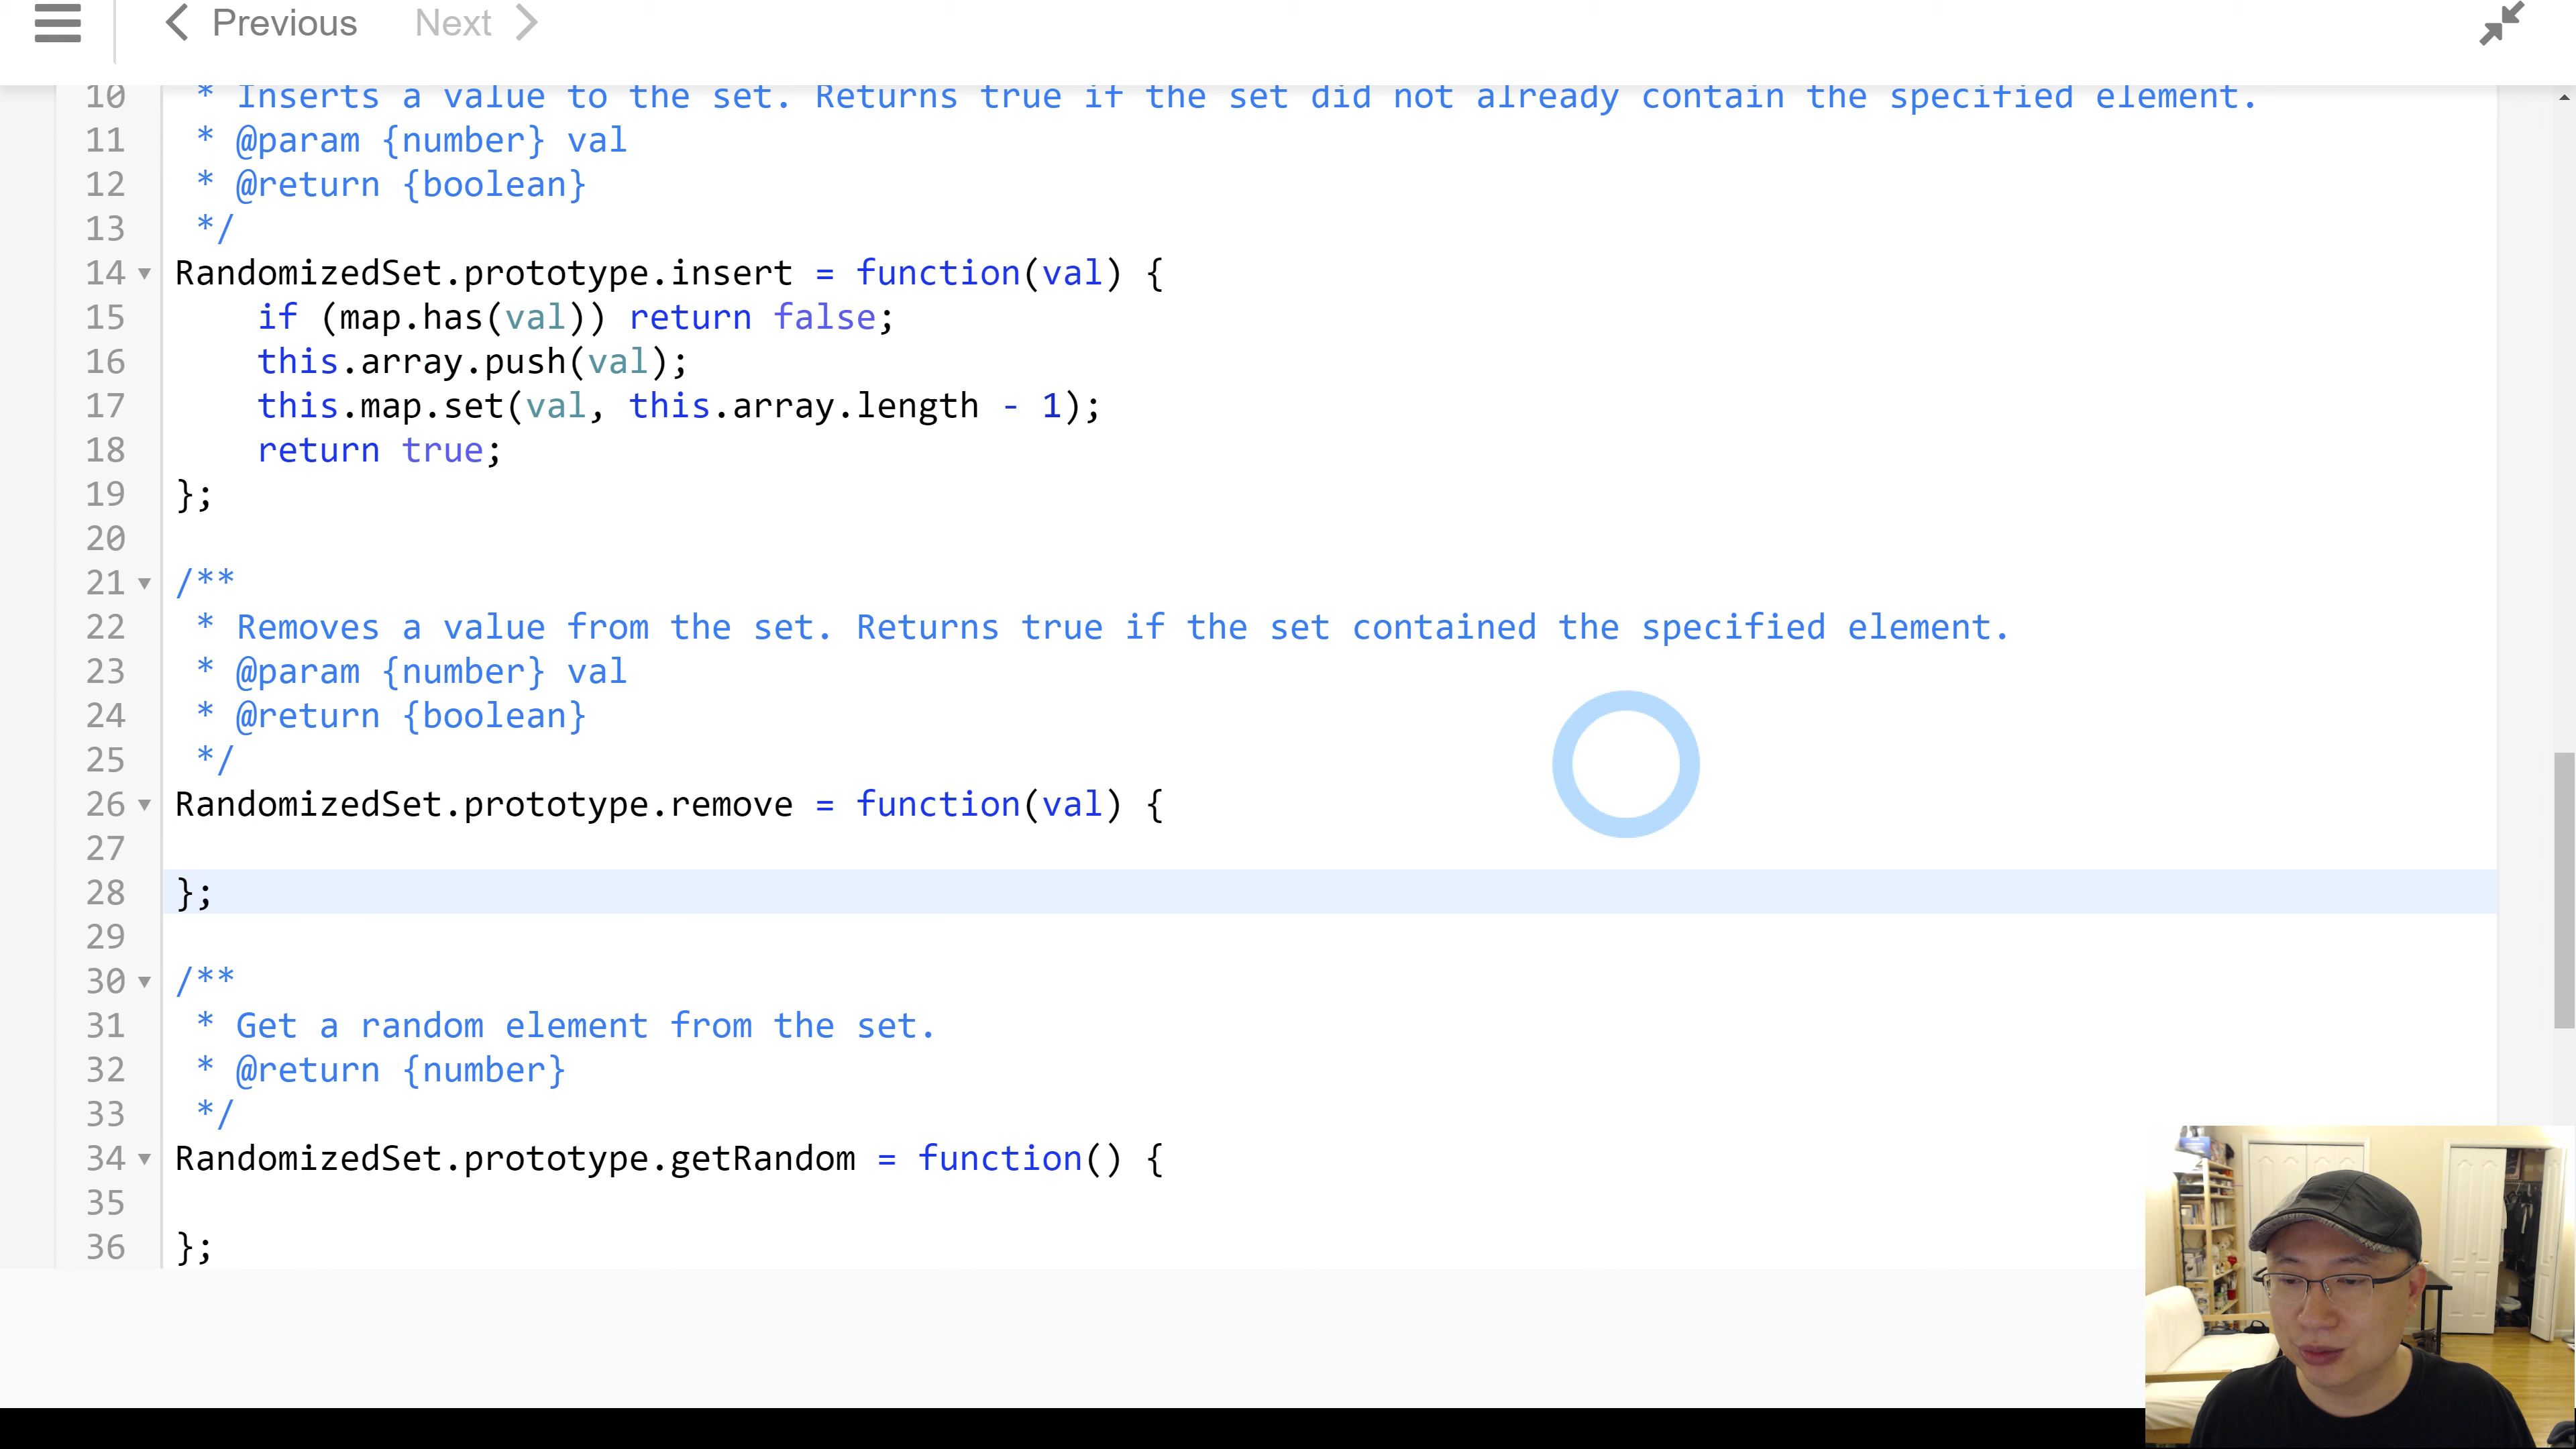 Previous Next
10 * Inserts a value to the set. Returns true if the set did not already contain the specified element.
11 * @param {number} val
12 * @return {boolean}
13 */
14 RandomizedSet.prototype.insert = function(val) {
15 if (map.has(val)) return false;
16 this.array.push(val);
17 this.map.set(val, this.array.length - 1);
18 return true;
19 };
20
21 /**
22 * Removes a value from the set. Returns true if the set contained the specified element.
23 * @param {number} val
24 * @return {boolean}
25 */
26 RandomizedSet.prototype.remove = function(val) {
27
28 };
29
30 /**
31 * Get a random element from the set.
32 * @return {number}
33 */
34 RandomizedSet.prototype.getRandom = function() {
35
36 };